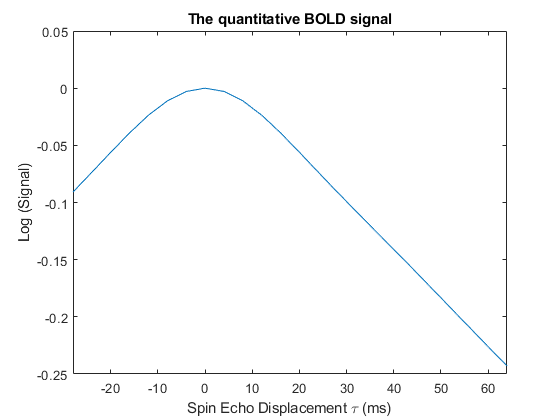 The quantitative BOLD signal
0.05
0
-0.05
-0.1
-0.15
-0.2
-0.25
Log (Signal)
-20 -10 0 10 20 30 40 50 60
Spin Echo Displacement τ (ms)